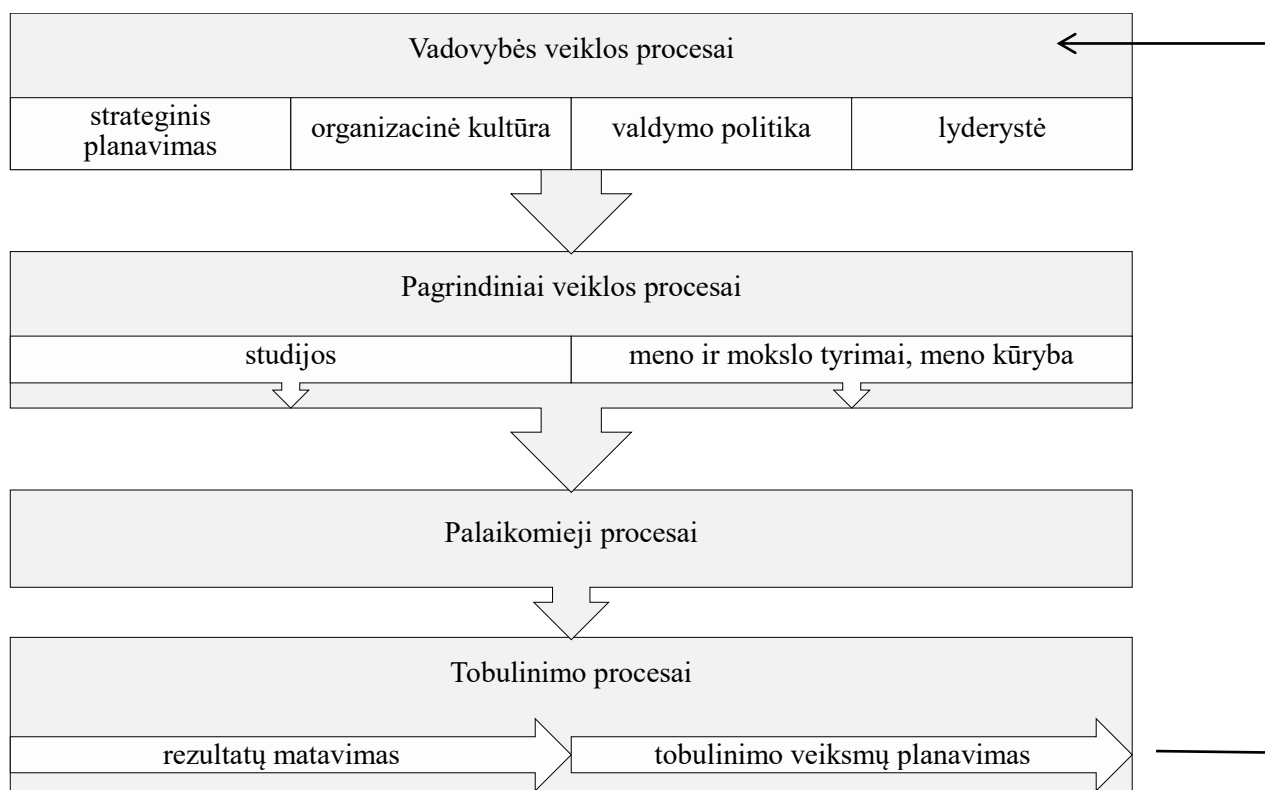 Vadovybės veiklos procesai
strateginis
planavimas
organizacinė kultūra
valdymo politika
lyderystė
Pagrindiniai veiklos procesai
studijos
meno ir mokslo tyrimai, meno kūryba
Palaikomieji procesai
Tobulinimo procesai
rezultatų matavimas
tobulinimo veiksmų planavimas